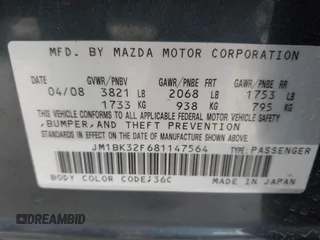 MFD. BY MAZDA MOTOR CORPORATION
GVWR/PNBV GAWR/PNBE FRT GAWR/PNBE RR
04/08 3821 LB 2068 LB 1753 LB
1733 KG 938 KG 795 KG
THIS VEHICLE CONFORMS TO ALL APPLICABLE FEDERAL MOTOR VEHICLE SAFETY
,BUMPER,AND THEFT PREVENTION
STANDARDS IN EFFECT ON THE DATE OF MANUFACTURE SHOWN ABOVE.
JM1BK32F681147564 TYPE:PASSENGER
BODY COLOR CODE:36C MADE IN JAPAN
DREAMBID